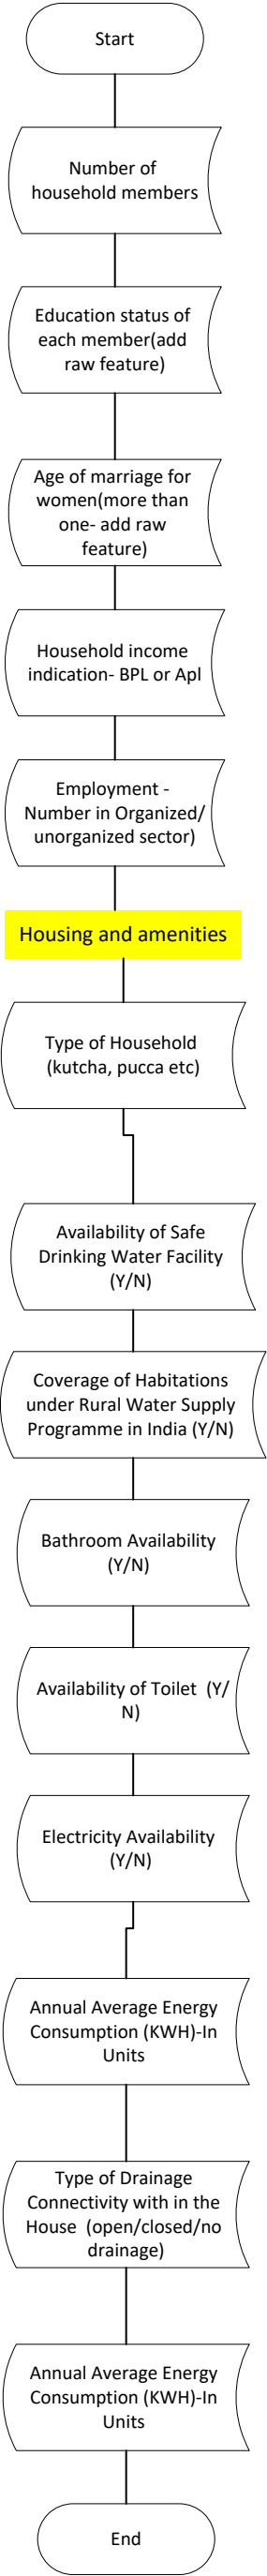 Start
Number of
household members
Education status of
each member(add
raw feature)
Age of marriage for
women(more than
one- add raw
feature)
Household income
indication- BPL or Apl
Employment -
Number in Organized/
unorganized sector)
Housing and amenities
Type of Household
(kutcha, pucca etc)
Availability of Safe
Drinking Water Facility
(Y/N)
Coverage of Habitations
under Rural Water Supply
Programme in India (Y/N)
Bathroom Availability
(Y/N)
Availability of Toilet (Y/
N)
Electricity Availability
(Y/N)
Annual Average Energy
Consumption (KWH)-In
Units
Type of Drainage
Connectivity with in the
House (open/closed/no
drainage)
Annual Average Energy
Consumption (KWH)-In
Units
End